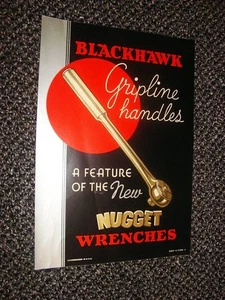 BLACKHAWK
Gripline
handles
A FEATURE
OF THE New
NUGGET
WRENCHES